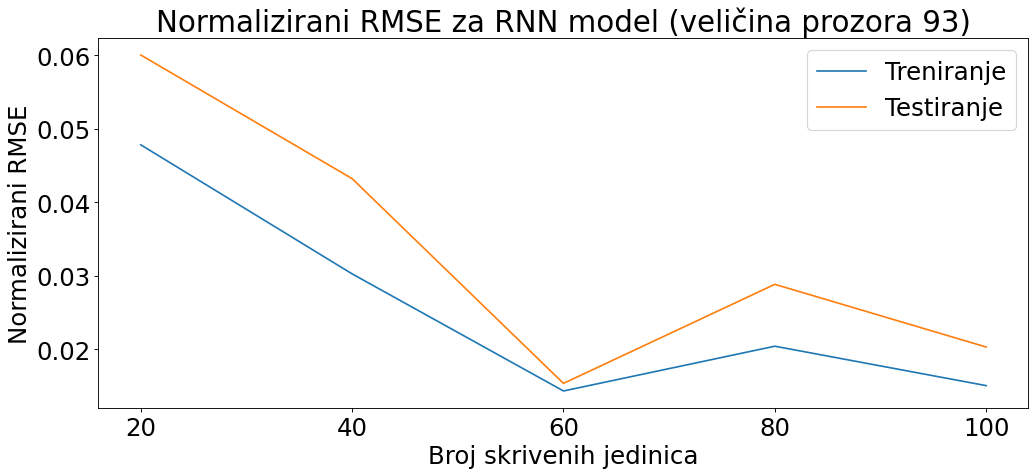 Normalizirani RMSE za RNN model (veličina prozora 93)
Treniranje
Testiranje
Normalizirani RMSE
0.06
0.05
0.04
0.03
0.02
20 40 60 80 100
Broj skrivenih jedinica